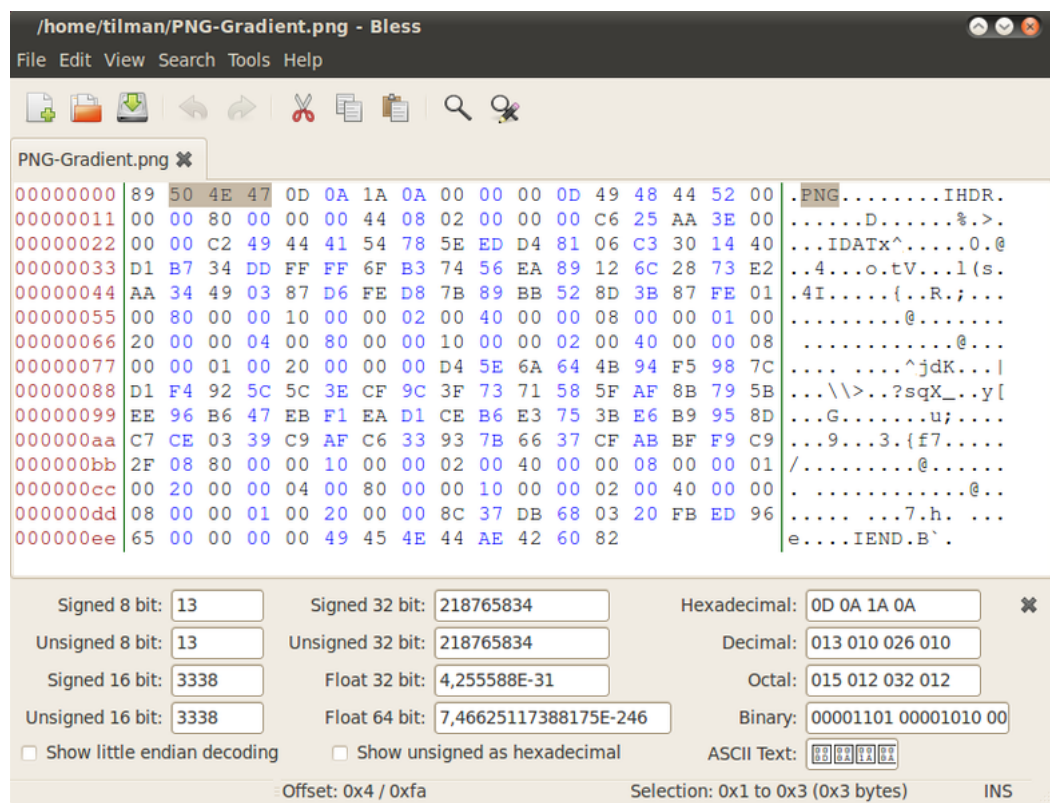 /home/tilman/PNG-Gradient.png - Bless
File Edit View Search Tools Help
PNG-Gradient.png
00000000 89 50 4E 47 0D 0A 1A 0A 00 00 00 0D 49 48 44 52 00 .PNG........IHDR.
00000011 00 00 80 00 00 00 44 08 02 00 00 00 C6 25 AA 3E 00 ......D......%.>.
00000022 00 00 C2 49 44 41 54 78 5E ED D4 81 06 C3 30 14 40 ...IDATx^.....0.@
00000033 D1 B7 34 DD FF FF 6F B3 74 56 EA 89 12 6C 28 73 E2 ..4...o.tV...l(s.
00000044 AA 34 49 03 87 D6 FE D8 7B 89 BB 52 8D 3B 87 FE 01 .4I.....{..R.;...
00000055 00 80 00 00 10 00 00 02 00 40 00 00 08 00 00 01 00 .........@.......
00000066 20 00 00 04 00 80 00 00 10 00 00 02 00 40 00 00 08  ............@...
00000077 00 00 01 00 20 00 00 00 D4 5E 6A 64 4B 94 F5 98 7C .... ....^jdK...|
00000088 D1 F4 92 5C 5C 3E CF 9C 3F 73 71 58 5F AF 8B 79 5B ...\\>..?sqX_..y[
00000099 EE 96 B6 47 EB F1 EA D1 CE B6 E3 75 3B E6 B9 95 8D ...G.......u;....
000000aa C7 CE 03 39 C9 AF C6 33 93 7B 66 37 CF AB BF F9 C9 ...9...3.{f7.....
000000bb 2F 08 80 00 00 10 00 00 02 00 40 00 00 08 00 00 01 /.........@......
000000cc 00 20 00 00 04 00 80 00 00 10 00 00 02 00 40 00 00 . ............@..
000000dd 08 00 00 01 00 20 00 00 8C 37 DB 68 03 20 FB ED 96 ..... ...7.h. ...
000000ee 65 00 00 00 00 49 45 4E 44 AE 42 60 82 e....IEND.B`.
Signed 8 bit: 13 Signed 32 bit: 218765834 Hexadecimal: 0D 0A 1A 0A
Unsigned 8 bit: 13 Unsigned 32 bit: 218765834 Decimal: 013 010 026 010
Signed 16 bit: 3338 Float 32 bit: 4,255588E-31 Octal: 015 012 032 012
Unsigned 16 bit: 3338 Float 64 bit: 7,46625117388175E-246 Binary: 00001101 00001010 00
Show little endian decoding Show unsigned as hexadecimal ASCII Text:
Offset: 0x4 / 0xfa Selection: 0x1 to 0x3 (0x3 bytes) INS